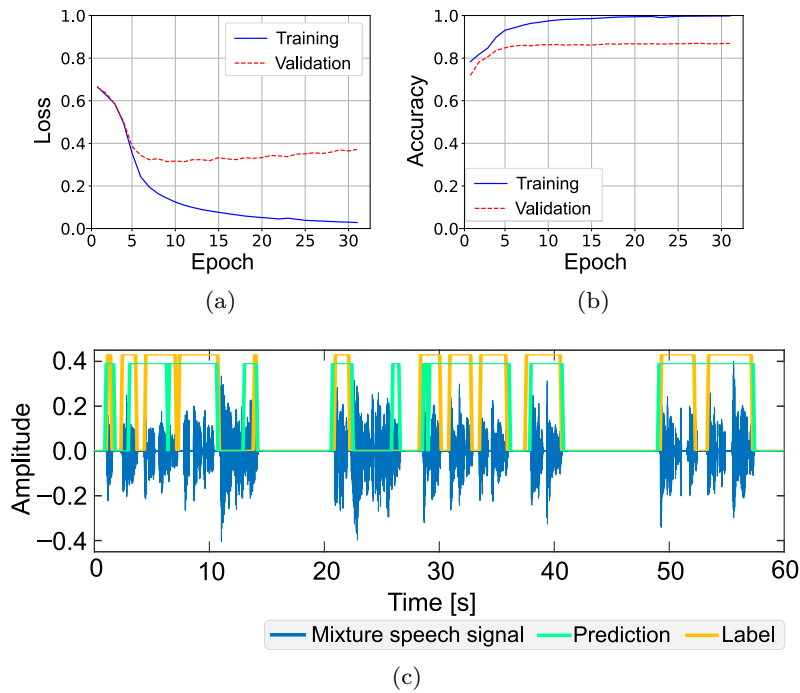 1.0
0.8
0.6
0.4
0.2
0.0
Loss
Training
Validation
0 5 10 15 20 25 30
Epoch
(a)
1.0
0.8
0.6
0.4
0.2
0.0
Accuracy
Training
Validation
0 5 10 15 20 25 30
Epoch
(b)
0.4
0.2
0.0
−0.2
−0.4
Amplitude
0 10 20 30 40 50 60
Time [s]
Mixture speech signal Prediction Label
(c)